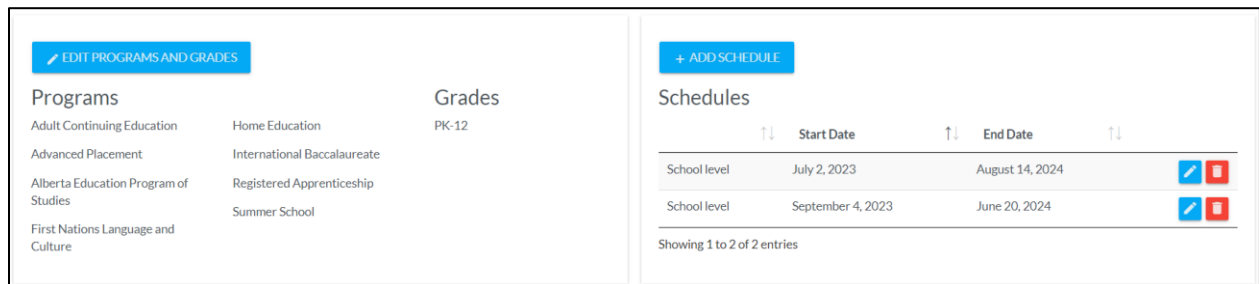 EDIT PROGRAMS AND GRADES
Programs
Adult Continuing Education
Advanced Placement
Alberta Education Program of
Studies
First Nations Language and
Culture
Home Education
International Baccalaureate
Registered Apprenticeship
Summer School
Grades
PK-12
+ ADD SCHEDULE
Schedules
Start Date End Date
School level July 2, 2023 August 14, 2024
School level September 4, 2023 June 20, 2024
Showing 1 to 2 of 2 entries